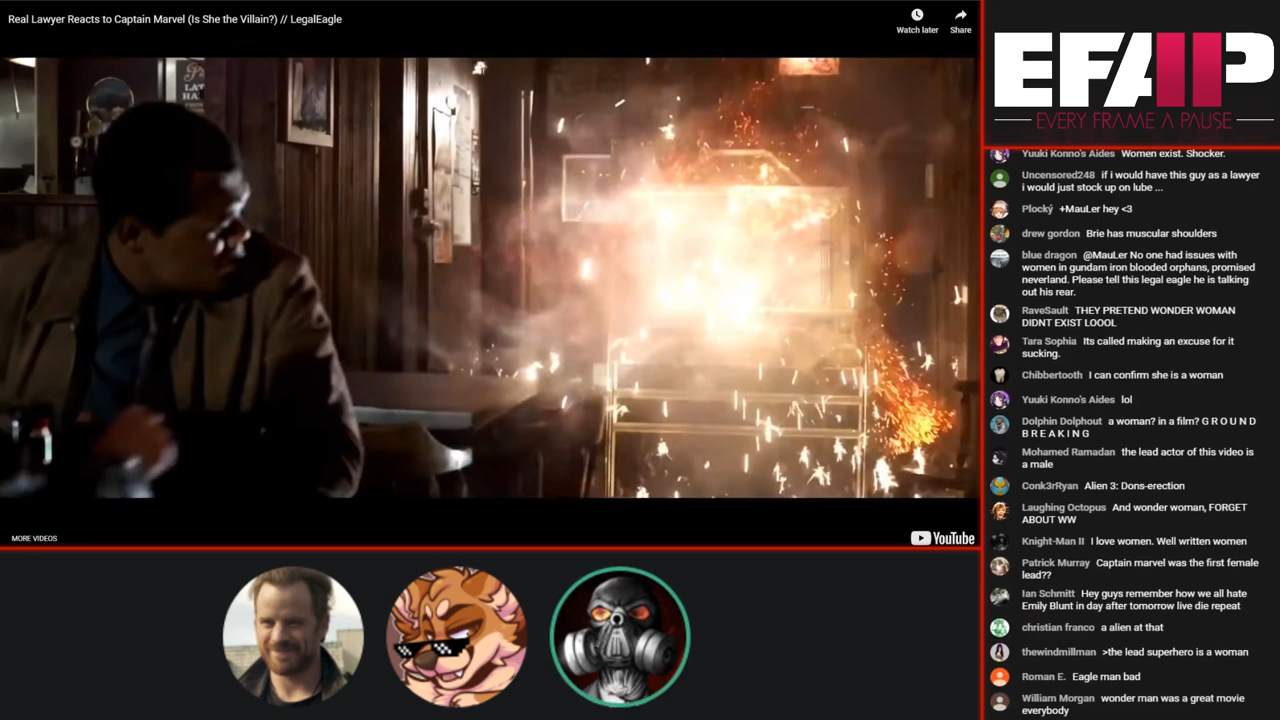 Real Lawyer Reacts to Captain Marvel (Is She the Villain?) // LegalEagle
Watch later
Share
MORE VIDEOS
YouTube
EFAP
EVERY FRAME A PAUSE
Yuuki Konno's Aides Women exist. Shocker.
Uncensored248 if i would have this guy as a lawyer
i would just stock up on lube ...
Plocký +MauLer hey <3
drew gordon Brie has muscular shoulders
blue dragon @MauLer No one had issues with
women in gundam iron blooded orphans, promised
neverland. Please tell this legal eagle he is talking
out his rear.
RaveSault THEY PRETEND WONDER WOMAN
DIDNT EXIST LOOOL
Tara Sophia Its called making an excuse for it
sucking.
Chibbertooth I can confirm she is a woman
Yuuki Konno's Aides lol
Dolphin Dolphout a woman? in a film? G R O U N D
B R E A K I N G
Mohamed Ramadan the lead actor of this video is
a male
Conk3rRyan Alien 3: Dons-erection
Laughing Octopus And wonder woman, FORGET
ABOUT WW
Knight-Man II I love women. Well written women
Patrick Murray Captain marvel was the first female
lead??
Ian Schmitt Hey guys remember how we all hate
Emily Blunt in day after tomorrow live die repeat
christian franco a alien at that
thewindmillman >the lead superhero is a woman
Roman E. Eagle man bad
William Morgan wonder man was a great movie
everybody